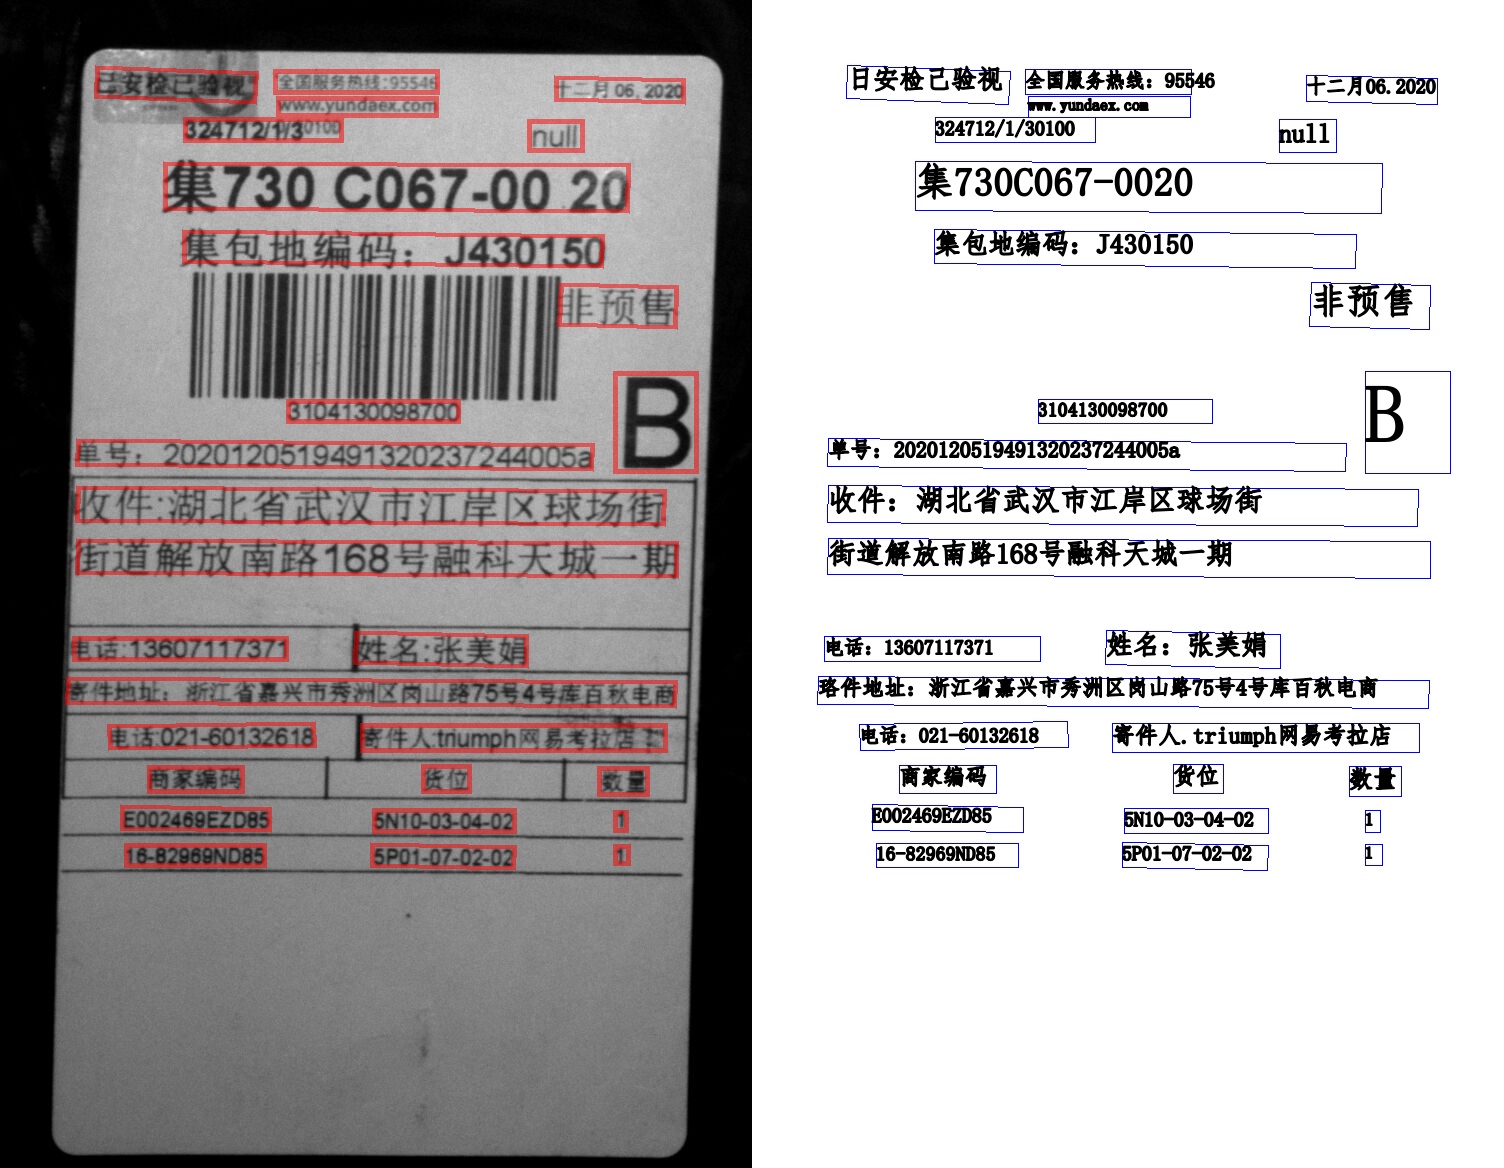 已安检已验视
全国服务热线:95546
www.yundaex.com
十二月 06, 2020
324712/1/30100
null
集730 C067-00 20
集包地编码：J430150
非预售
3104130098700
B
单号：2020120519491320237244005a
收件:湖北省武汉市江岸区球场街
街道解放南路168号融科天城一期
电话:13607117371
姓名:张美娟
寄件地址：浙江省嘉兴市秀洲区岗山路75号4号库百秋电商
电话:021-60132618
寄件人:triumph网易考拉店
商家编码 货位 数量
E002469EZD85 5N10-03-04-02 1
16-82969ND85 5P01-07-02-02 1
日安检己验视
全国服务热线：95546
www.yundaex.com
十二月06.2020
324712/1/30100
null
集730C067-0020
集包地编码：J430150
非预售
3104130098700
B
单号：2020120519491320237244005a
收件：湖北省武汉市江岸区球场街
街道解放南路168号融科天城一期
电话：13607117371
姓名：张美娟
珞件地址：浙江省嘉兴市秀洲区岗山路75号4号库百秋电商
电话：021-60132618
寄件人.triumph网易考拉店
商家编码 货位 数量
E002469EZD85 5N10-03-04-02 1
16-82969ND85 5P01-07-02-02 1